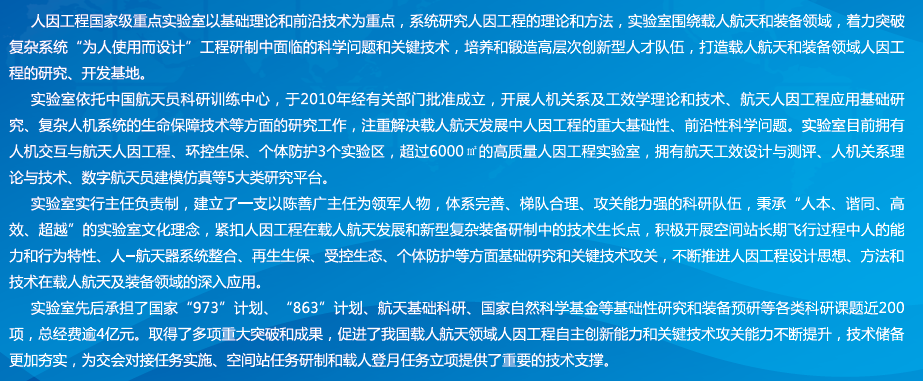 人因工程国家级重点实验室以基础理论和前沿技术为重点，系统研究人因工程的理论和方法，实验室围绕载人航天和装备领域，着力突破
复杂系统“为人使用而设计”工程研制中面临的科学问题和关键技术，培养和锻造高层次创新型人才队伍，打造载人航天和装备领域人因工
程的研究、开发基地。
实验室依托中国航天员科研训练中心，于2010年经有关部门批准成立，开展人机关系及工效学理论和技术、航天人因工程应用基础研
究、复杂人机系统的生命保障技术等方面的研究工作，注重解决载人航天发展中人因工程的重大基础性、前沿性科学问题。实验室目前拥有
人机交互与航天人因工程、环控生保、个体防护3个实验区，超过6000㎡的高质量人因工程实验室，拥有航天工效设计与测评、人机关系理
论与技术、数字航天员建模仿真等5大类研究平台。
实验室实行主任负责制，建立了一支以陈善广主任为领军人物，体系完善、梯队合理、攻关能力强的科研队伍，秉承“人本、谐同、高
效、超越”的实验室文化理念，紧扣人因工程在载人航天发展和新型复杂装备研制中的技术生长点，积极开展空间站长期飞行过程中人的能
力和行为特性、人—航天器系统整合、再生生保、受控生态、个体防护等方面基础研究和关键技术攻关，不断推进人因工程设计思想、方法和
技术在载人航天及装备领域的深入应用。
实验室先后承担了国家“973”计划、“863”计划、航天基础科研、国家自然科学基金等基础性研究和装备预研等各类科研课题近200
项，总经费逾4亿元。取得了多项重大突破和成果，促进了我国载人航天领域人因工程自主创新能力和关键技术攻关能力不断提升，技术储备
更加夯实，为交会对接任务实施、空间站任务研制和载人登月任务立项提供了重要的技术支撑。